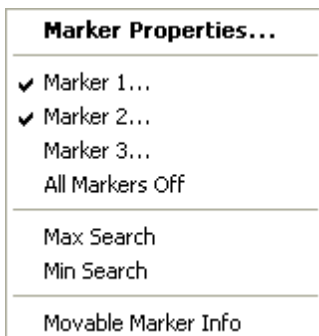 Marker Properties...
Marker 1...
Marker 2...
Marker 3...
All Markers Off
Max Search
Min Search
Movable Marker Info